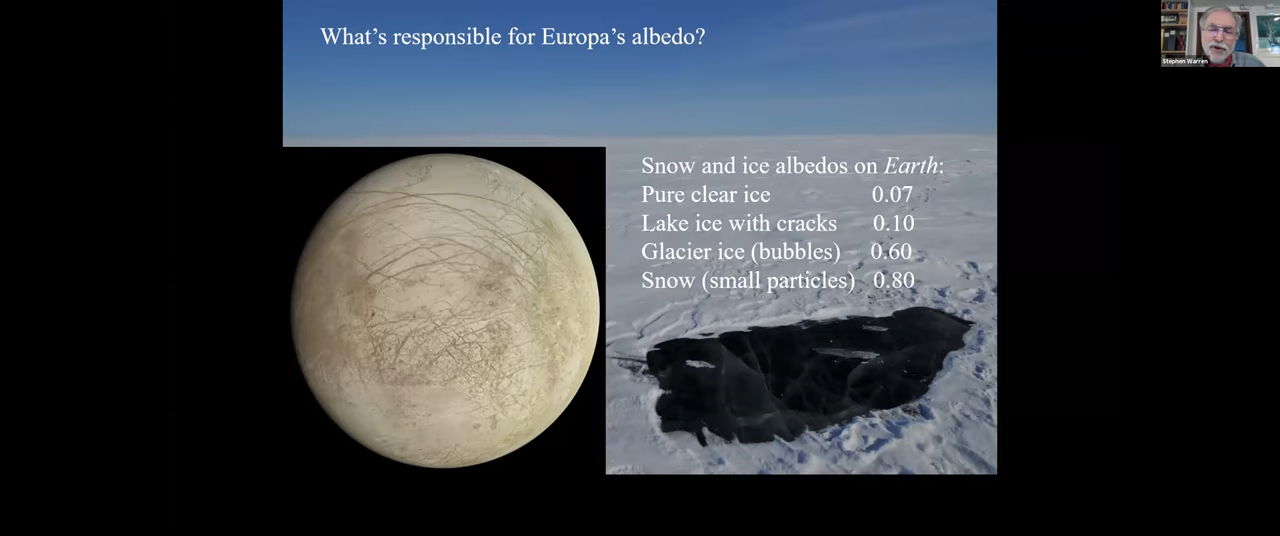 What's responsible for Europa's albedo?
Stephen Warren
Snow and ice albedos on Earth:
Pure clear ice 0.07
Lake ice with cracks 0.10
Glacier ice (bubbles) 0.60
Snow (small particles) 0.80